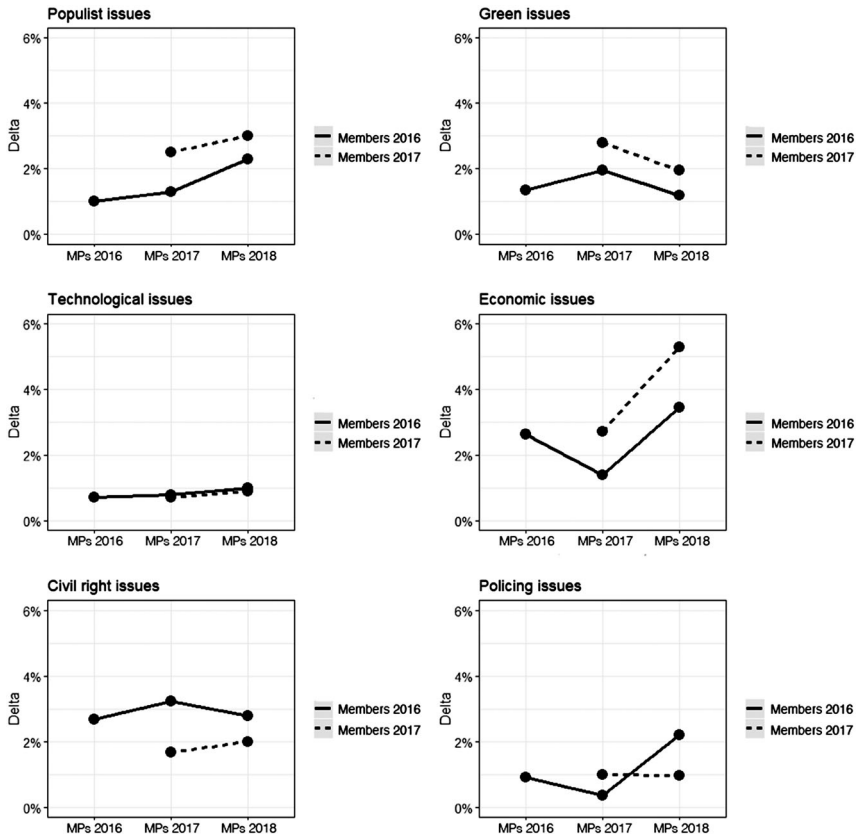 Populist issues
6%
4%
2%
0%
Delta
MPs 2016 MPs 2017 MPs 2018
Members 2016
Members 2017
Green issues
6%
4%
2%
0%
Delta
MPs 2016 MPs 2017 MPs 2018
Members 2016
Members 2017
Technological issues
6%
4%
2%
0%
Delta
MPs 2016 MPs 2017 MPs 2018
Members 2016
Members 2017
Economic issues
6%
4%
2%
0%
Delta
MPs 2016 MPs 2017 MPs 2018
Members 2016
Members 2017
Civil right issues
6%
4%
2%
0%
Delta
MPs 2016 MPs 2017 MPs 2018
Members 2016
Members 2017
Policing issues
6%
4%
2%
0%
Delta
MPs 2016 MPs 2017 MPs 2018
Members 2016
Members 2017